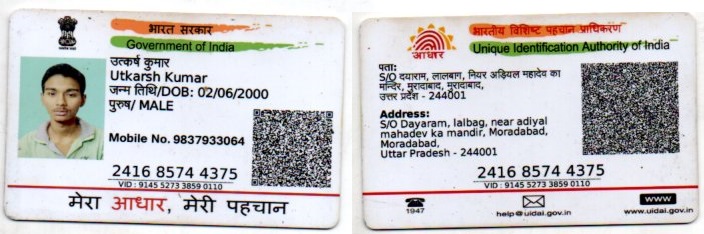 भारत सरकार
Government of India
उत्कर्ष कुमार
Utkarsh Kumar
जन्म तिथि/DOB: 02/06/2000
पुरुष/ MALE
Mobile No. 9837933064
2416 8574 4375
VID : 9145 5273 3859 0110
मेरा आधार, मेरी पहचान
भारतीय विशिष्ट पहचान प्राधिकरण
Unique Identification Authority of India
आधार
पता:
S/O दयाराम, लालबाग, नियर अड़ियल महादेव का
मन्दिर, मुरादाबाद, मुरादाबाद,
उत्तर प्रदेश - 244001
Address:
S/O Dayaram, lalbag, near adiyal
mahadev ka mandir, Moradabad,
Moradabad,
Uttar Pradesh - 244001
2416 8574 4375
VID : 9145 5273 3859 0110
1947
help@uidai.gov.in
www
www.uidai.gov.in